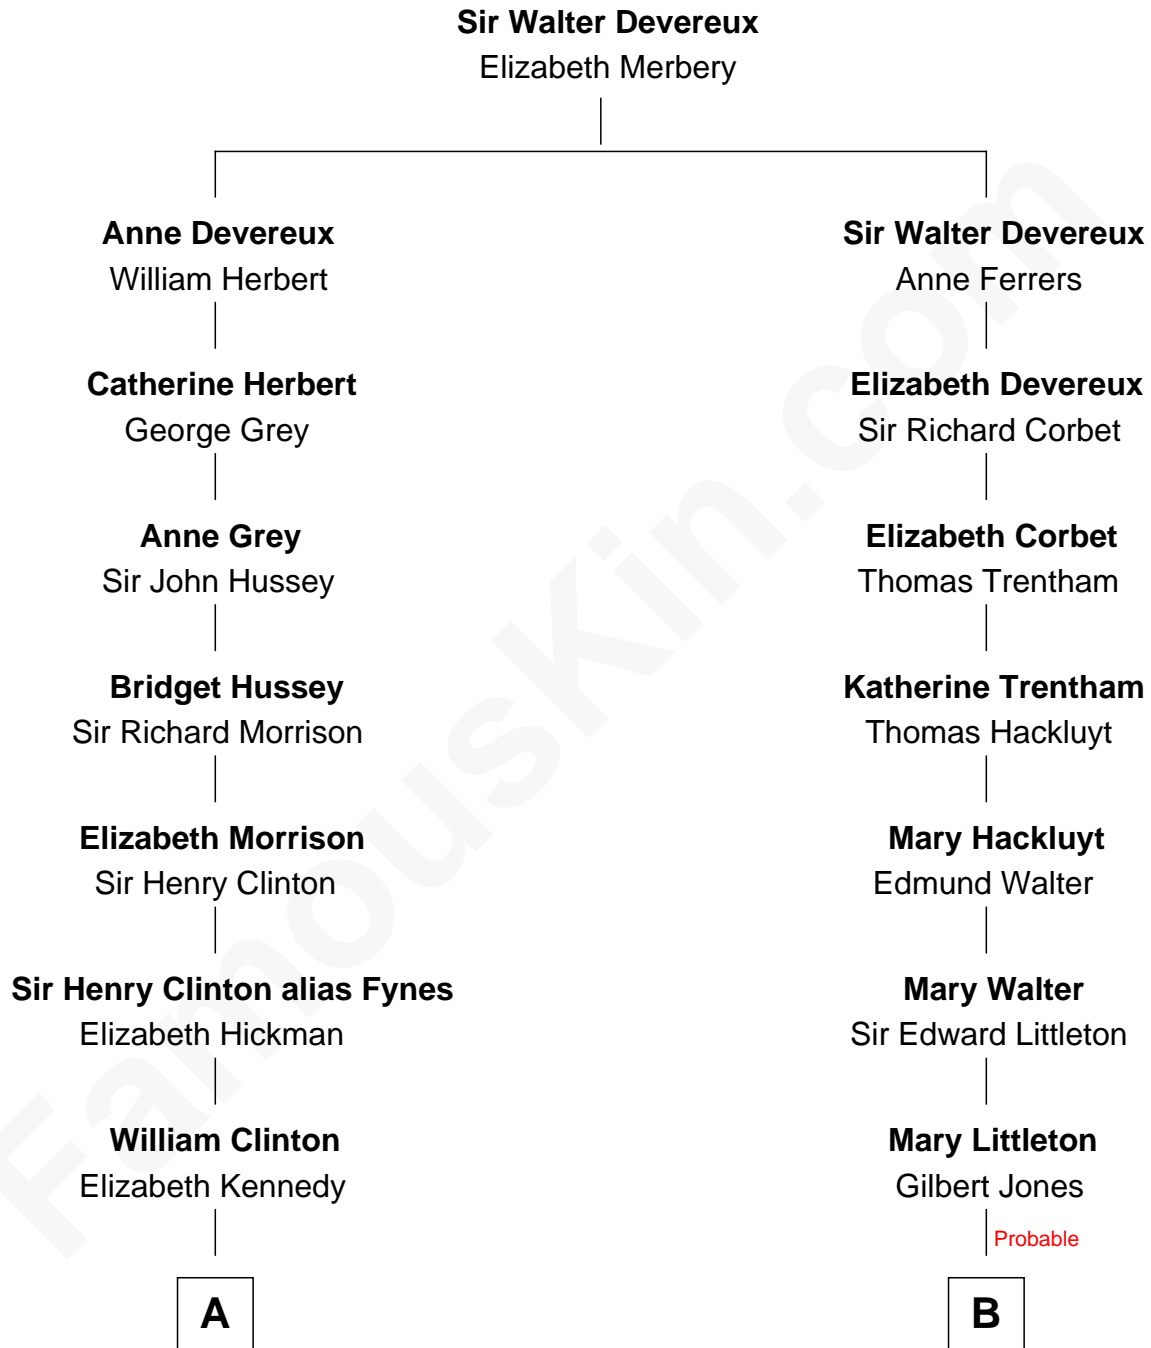 Sir Walter Devereux
Elizabeth Merbery
Anne Devereux
William Herbert
Catherine Herbert
George Grey
Anne Grey
Sir John Hussey
Bridget Hussey
Sir Richard Morrison
Elizabeth Morrison
Sir Henry Clinton
Sir Henry Clinton alias Fynes
Elizabeth Hickman
William Clinton
Elizabeth Kennedy
A
Sir Walter Devereux
Anne Ferrers
Elizabeth Devereux
Sir Richard Corbet
Elizabeth Corbet
Thomas Trentham
Katherine Trentham
Thomas Hackluyt
Mary Hackluyt
Edmund Walter
Mary Walter
Sir Edward Littleton
Mary Littleton
Gilbert Jones
Probable
B
FamousKin.com